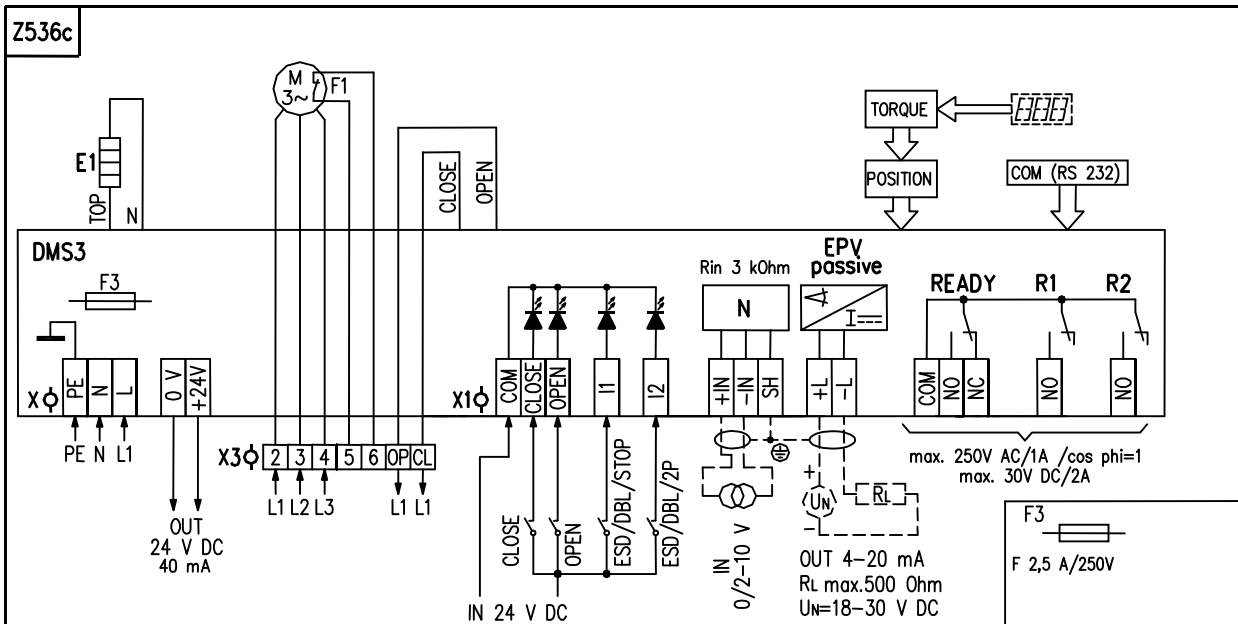 Z536c
M
3~
F1
E1
TOP
N
CLOSE
OPEN
TORQUE
POSITION
COM (RS 232)
DMS3
F3
Rin 3 kOhm
N
EPV
passive
I
READY R1 R2
X
PE N L
0 V +24V
X1
COM CLOSE OPEN I1 I2
+IN -IN SH
+L -L
COM NO NC NO NO
PE N L1
X3
2 3 4 5 6 OP CL
L1 L2 L3 L1 L1
OUT
24 V DC
40 mA
CLOSE
OPEN
ESD/DBL/STOP
ESD/DBL/2P
IN 24 V DC
IN
0/2-10 V
+
UN
-
RL
OUT 4-20 mA
RL max.500 Ohm
UN=18-30 V DC
max. 250V AC/1A /cos phi=1
max. 30V DC/2A
F3
F 2,5 A/250V